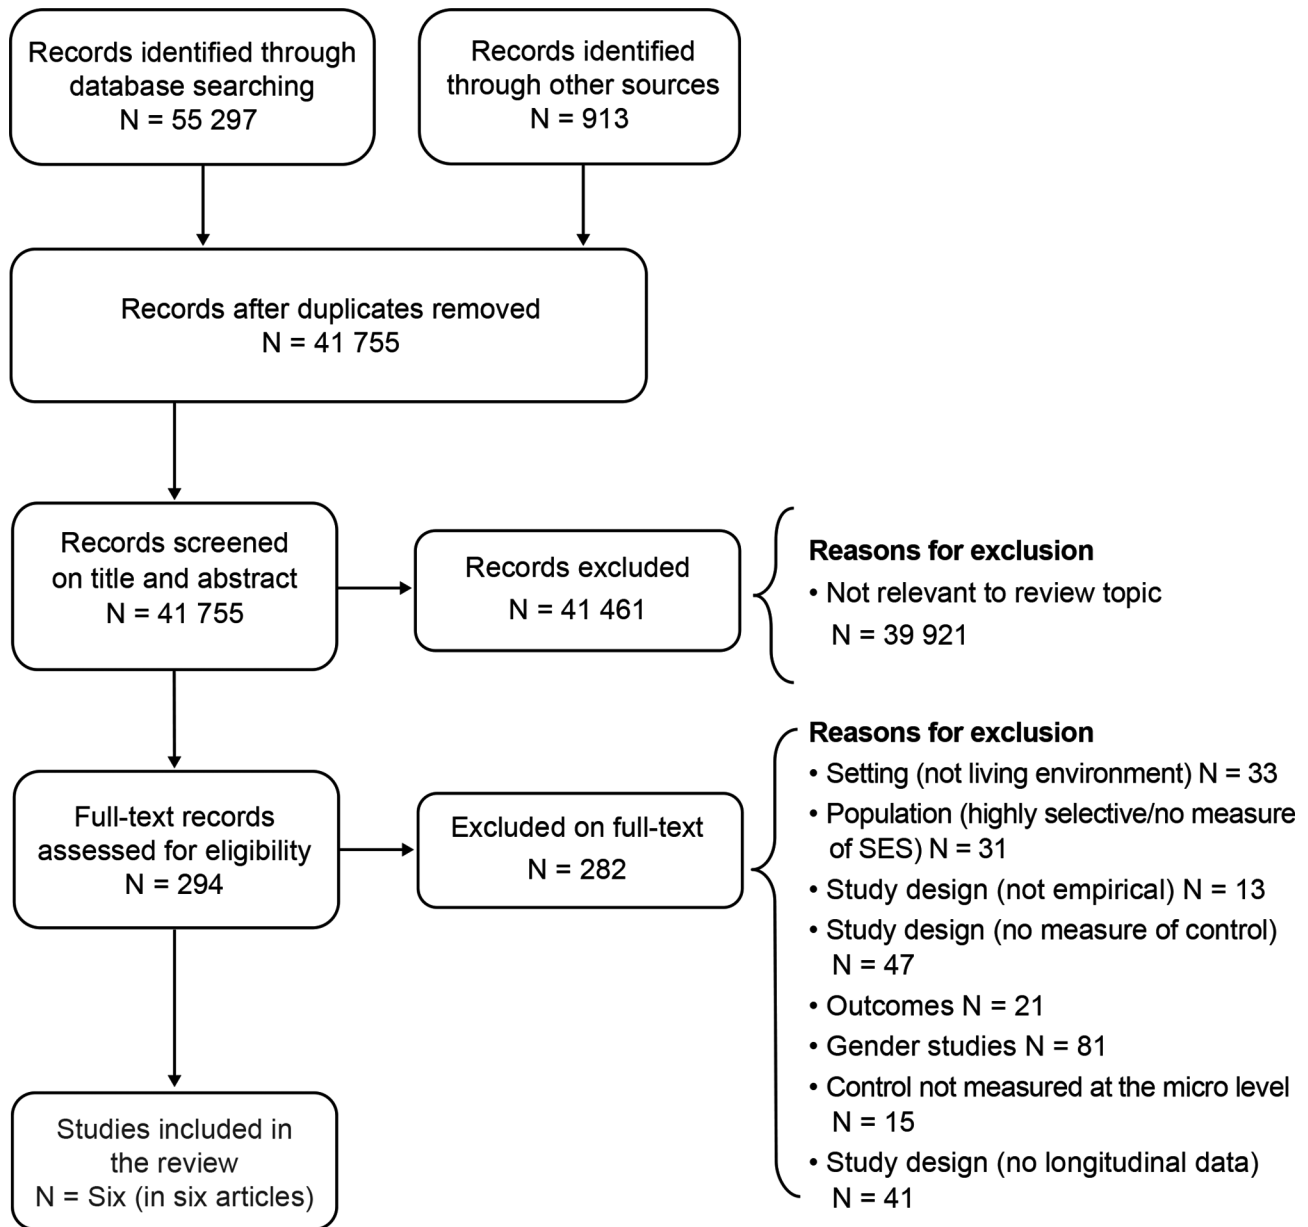 Records identified through
database searching
N = 55 297
Records identified
through other sources
N = 913
Records after duplicates removed
N = 41 755
Records screened
on title and abstract
N = 41 755
Records excluded
N = 41 461
Reasons for exclusion
• Not relevant to review topic
N = 39 921
Full-text records
assessed for eligibility
N = 294
Excluded on full-text
N = 282
Reasons for exclusion
• Setting (not living environment) N = 33
• Population (highly selective/no measure
of SES) N = 31
• Study design (not empirical) N = 13
• Study design (no measure of control)
N = 47
• Outcomes N = 21
• Gender studies N = 81
• Control not measured at the micro level
N = 15
• Study design (no longitudinal data)
N = 41
Studies included in
the review
N = Six (in six articles)